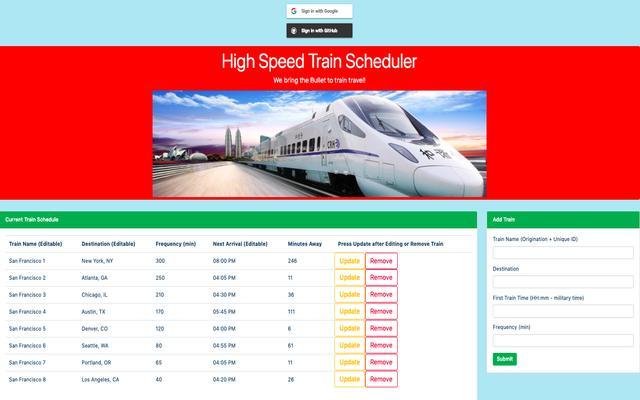 Sign in with Google
Sign in with GitHub
High Speed Train Scheduler
We bring the Bullet to train travel!
CRH
Current Train Schedule
Train Name (Editable) Destination (Editable) Frequency (min) Next Arrival (Editable) Minutes Away Press Update after Editing or Remove Train
San Francisco 1 New York, NY 300 08:00 PM 246 Update Remove
San Francisco 2 Atlanta, GA 250 04:05 PM 11 Update Remove
San Francisco 3 Chicago, IL 210 04:30 PM 36 Update Remove
San Francisco 4 Austin, TX 170 05:45 PM 111 Update Remove
San Francisco 5 Denver, CO 120 04:00 PM 6 Update Remove
San Francisco 6 Seattle, WA 80 04:55 PM 61 Update Remove
San Francisco 7 Portland, OR 65 04:05 PM 11 Update Remove
San Francisco 8 Los Angeles, CA 40 04:20 PM 26 Update Remove
Add Train
Train Name (Origination + Unique ID)
Destination
First Train Time (HH:mm - military time)
Frequency (min)
Submit